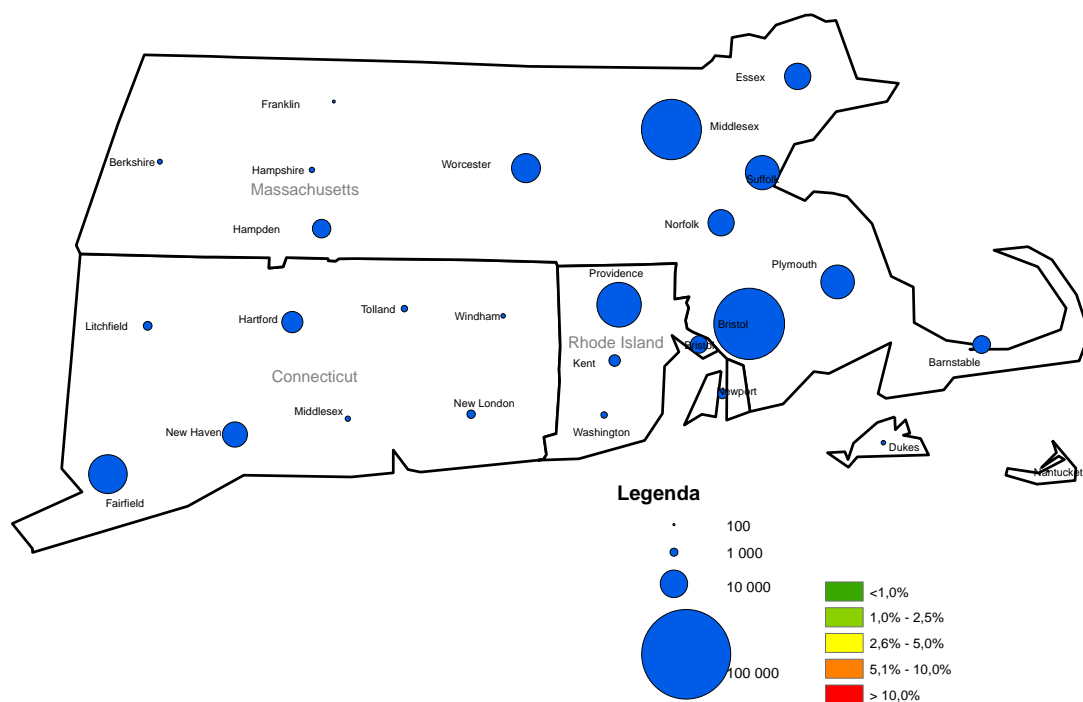 Essex
Franklin
Middlesex
Berkshire
Hampshire
Worcester
Suffolk
Massachusetts
Hampden
Norfolk
Plymouth
Providence
Litchfield
Hartford
Tolland
Windham
Bristol
Rhode Island
Bristol
Kent
Barnstable
Connecticut
Newport
Middlesex
New London
New Haven
Washington
Dukes
Nantucket
Fairfield
Legenda
100
1 000
10 000
100 000
<1,0%
1,0% - 2,5%
2,6% - 5,0%
5,1% - 10,0%
> 10,0%